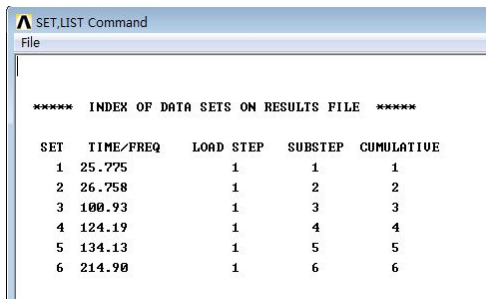 SET,LIST Command
File
***** INDEX OF DATA SETS ON RESULTS FILE *****
SET TIME/FREQ LOAD STEP SUBSTEP CUMULATIVE
1 25.775 1 1 1
2 26.758 1 2 2
3 100.93 1 3 3
4 124.19 1 4 4
5 134.13 1 5 5
6 214.90 1 6 6